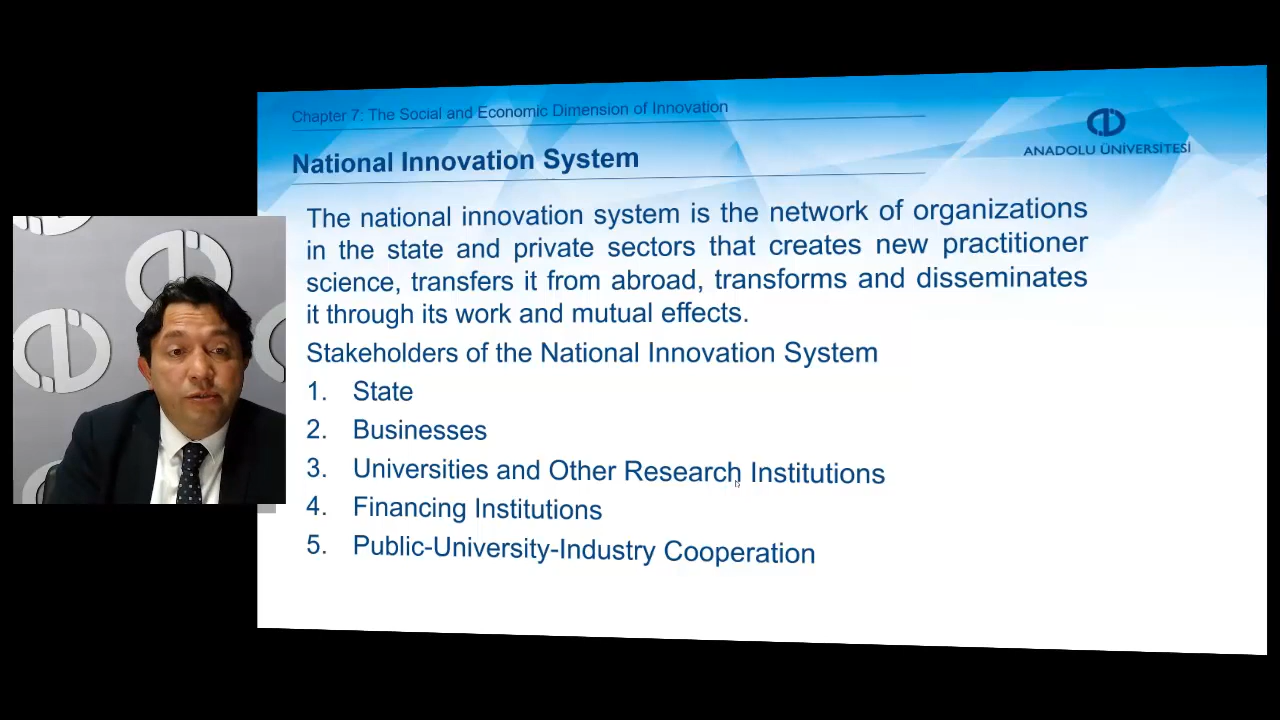 Chapter 7: The Social and Economic Dimension of Innovation
ANADOLU ÜNİVERSİTESİ
National Innovation System
The national innovation system is the network of organizations
in the state and private sectors that creates new practitioner
science, transfers it from abroad, transforms and disseminates
it through its work and mutual effects.
Stakeholders of the National Innovation System
1. State
2. Businesses
3. Universities and Other Research Institutions
4. Financing Institutions
5. Public-University-Industry Cooperation